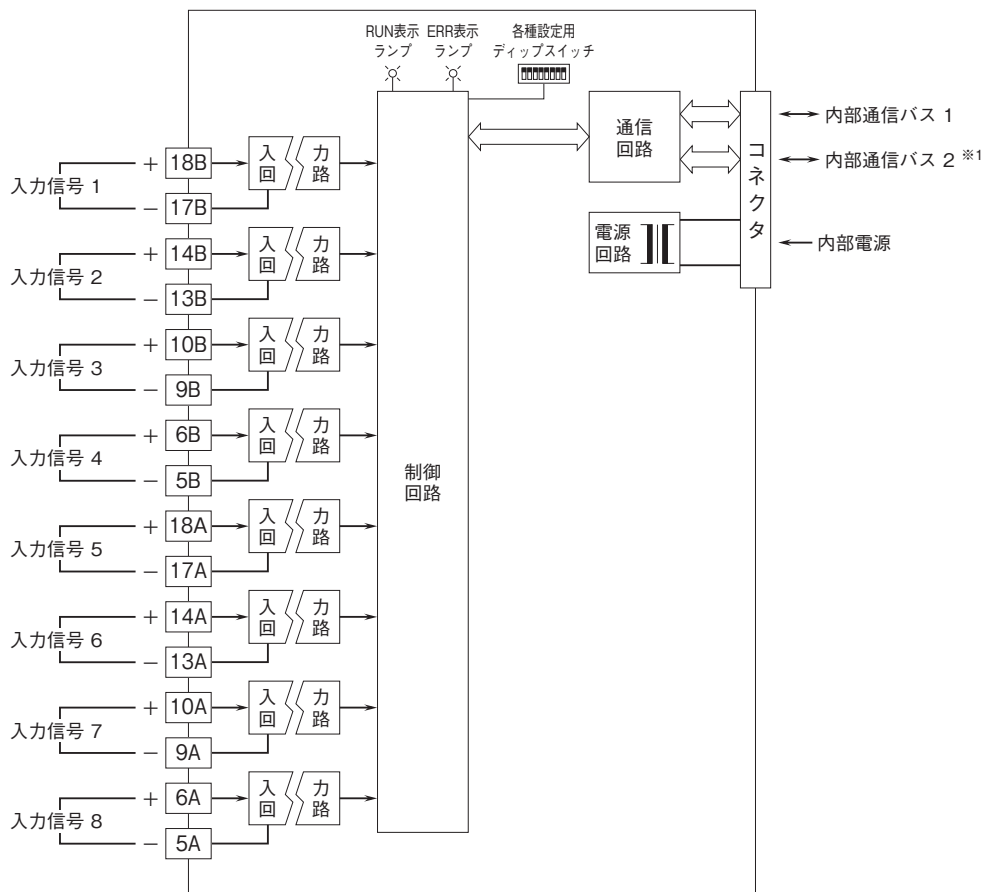 RUN表示
ランプ
ERR表示
ランプ
各種設定用
ディップスイッチ
通信
回路
コネクタ
内部通信バス 1
内部通信バス 2 ※1
電源
回路
内部電源
制御
回路
入力信号 1
+ 18B
− 17B
入力
回路
入力信号 2
+ 14B
− 13B
入力
回路
入力信号 3
+ 10B
− 9B
入力
回路
入力信号 4
+ 6B
− 5B
入力
回路
入力信号 5
+ 18A
− 17A
入力
回路
入力信号 6
+ 14A
− 13A
入力
回路
入力信号 7
+ 10A
− 9A
入力
回路
入力信号 8
+ 6A
− 5A
入力
回路